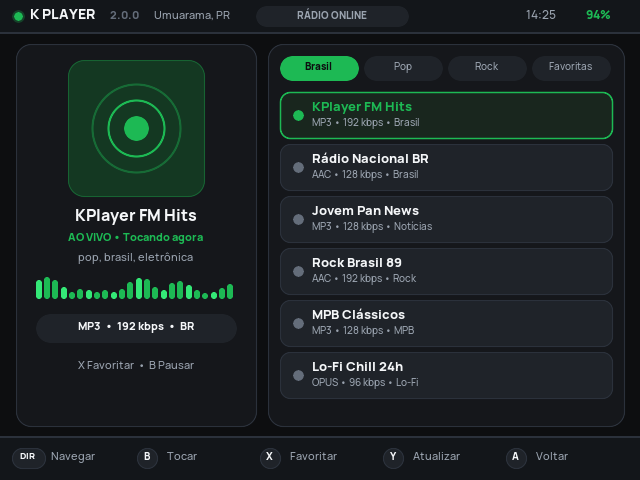 K PLAYER 2.0.0 Umuarama, PR RÁDIO ONLINE 14:25 94%
KPlayer FM Hits
AO VIVO • Tocando agora
pop, brasil, eletrônica
MP3 • 192 kbps • BR
X Favoritar • B Pausar
Brasil Pop Rock Favoritas
KPlayer FM Hits
MP3 • 192 kbps • Brasil
Rádio Nacional BR
AAC • 128 kbps • Brasil
Jovem Pan News
MP3 • 128 kbps • Notícias
Rock Brasil 89
AAC • 192 kbps • Rock
MPB Clássicos
MP3 • 128 kbps • MPB
Lo-Fi Chill 24h
OPUS • 96 kbps • Lo-Fi
DIR Navegar B Tocar X Favoritar Y Atualizar A Voltar